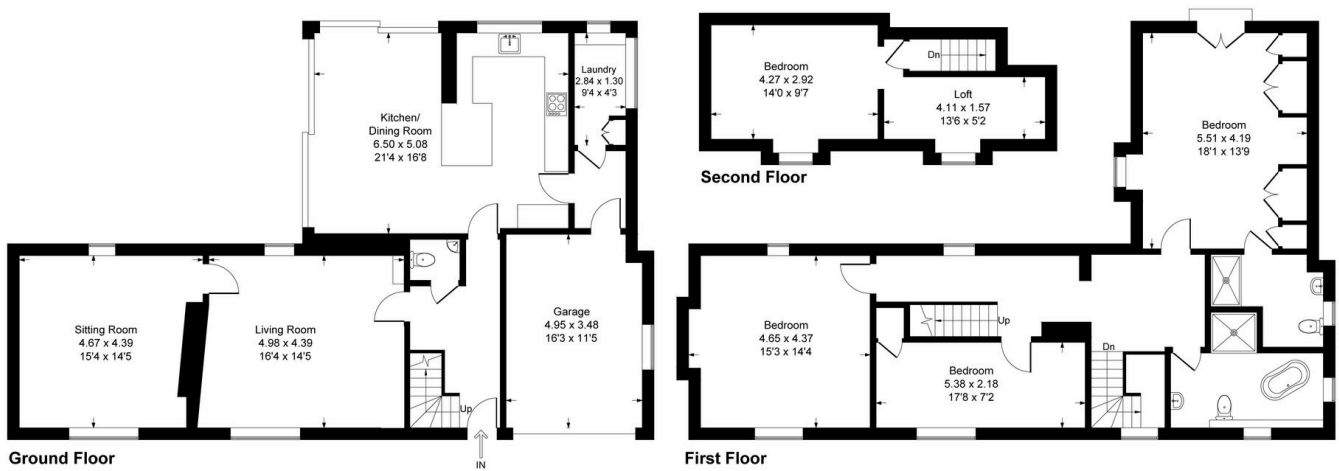 Kitchen/
Dining Room
6.50 x 5.08
21'4 x 16'8
Laundry
2.84 x 1.30
9'4 x 4'3
Sitting Room
4.67 x 4.39
15'4 x 14'5
Living Room
4.98 x 4.39
16'4 x 14'5
Garage
4.95 x 3.48
16'3 x 11'5
Up
IN
Ground Floor
Bedroom
4.27 x 2.92
14'0 x 9'7
Dn
Loft
4.11 x 1.57
13'6 x 5'2
Second Floor
Bedroom
5.51 x 4.19
18'1 x 13'9
Bedroom
4.65 x 4.37
15'3 x 14'4
Up
Bedroom
5.38 x 2.18
17'8 x 7'2
Dn
First Floor